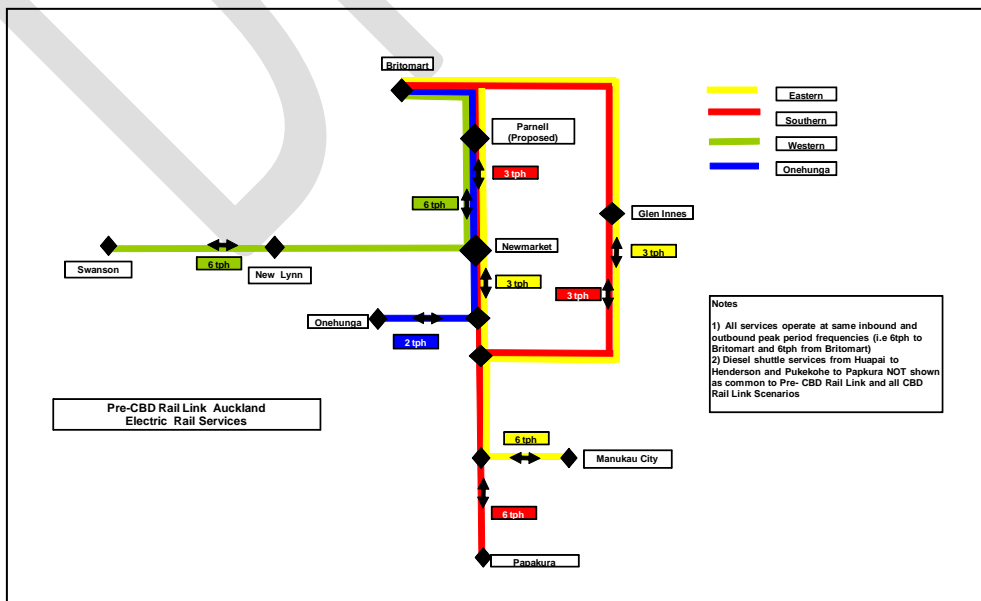 Britomart
Eastern
Southern
Western
Onehunga
Parnell
(Proposed)
3 tph
6 tph
Glen Innes
Newmarket
3 tph
3 tph
3 tph
Swanson
6 tph
New Lynn
Onehunga
2 tph
Notes
1) All services operate at same inbound and
outbound peak period frequencies (i.e 6tph to
Britomart and 6tph from Britomart)
2) Diesel shuttle services from Huapai to
Henderson and Pukekohe to Papkura NOT shown
as common to Pre- CBD Rail Link and all CBD
Rail Link Scenarios
Pre-CBD Rail Link Auckland
Electric Rail Services
6 tph
Manukau City
6 tph
Papakura